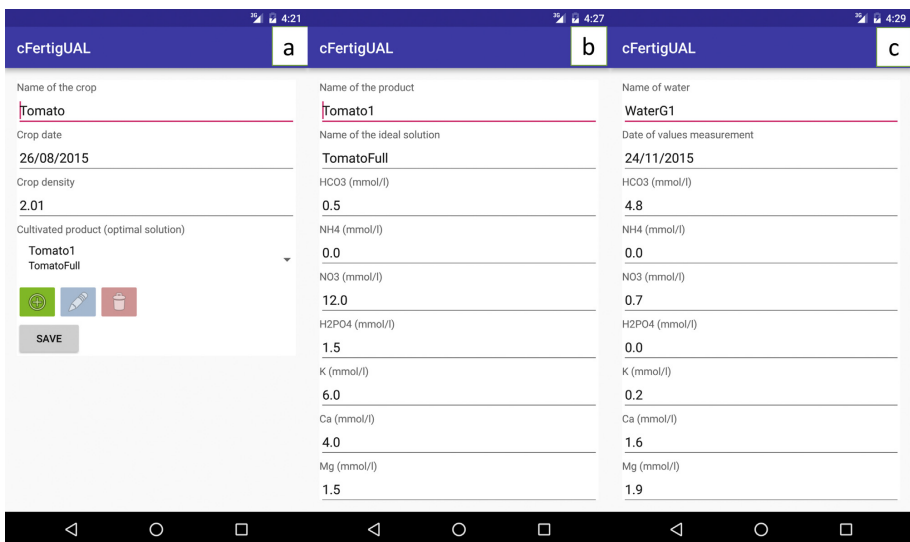 3G 4:21
cFertigUAL
a
Name of the crop
Tomato
Crop date
26/08/2015
Crop density
2.01
Cultivated product (optimal solution)
Tomato1
TomatoFull
SAVE
3G 4:27
cFertigUAL
b
Name of the product
Tomato1
Name of the ideal solution
TomatoFull
HCO3 (mmol/l)
0.5
NH4 (mmol/l)
0.0
NO3 (mmol/l)
12.0
H2PO4 (mmol/l)
1.5
K (mmol/l)
6.0
Ca (mmol/l)
4.0
Mg (mmol/l)
1.5
3G 4:29
cFertigUAL
c
Name of water
WaterG1
Date of values measurement
24/11/2015
HCO3 (mmol/l)
4.8
NH4 (mmol/l)
0.0
NO3 (mmol/l)
0.7
H2PO4 (mmol/l)
0.0
K (mmol/l)
0.2
Ca (mmol/l)
1.6
Mg (mmol/l)
1.9